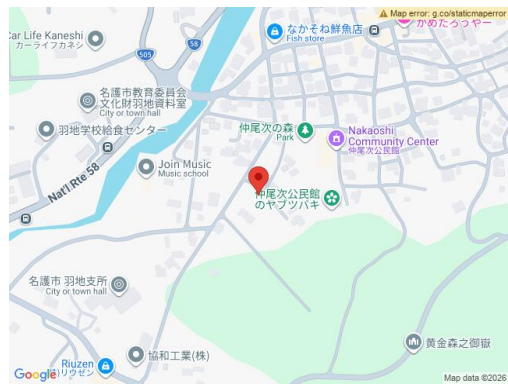 Map error: g.co/staticmaperror
Car Life Kaneshi
カーライフカネシ
505
58
なかそね鮮魚店
Fish store
かめたろうやー
名護市教育委員会
文化財羽地資料室
City or town hall
羽地学校給食センター
Nat'l Rte 58
Join Music
Music school
仲尾次の森
Park
Nakaoshi
Community Center
仲尾次公民館
仲尾次公民館
のヤブツバキ
名護市 羽地支所
City or town hall
Riuzen
リウゼン
協和工業(株)
黄金森之御嶽
Google
Map data ©2026